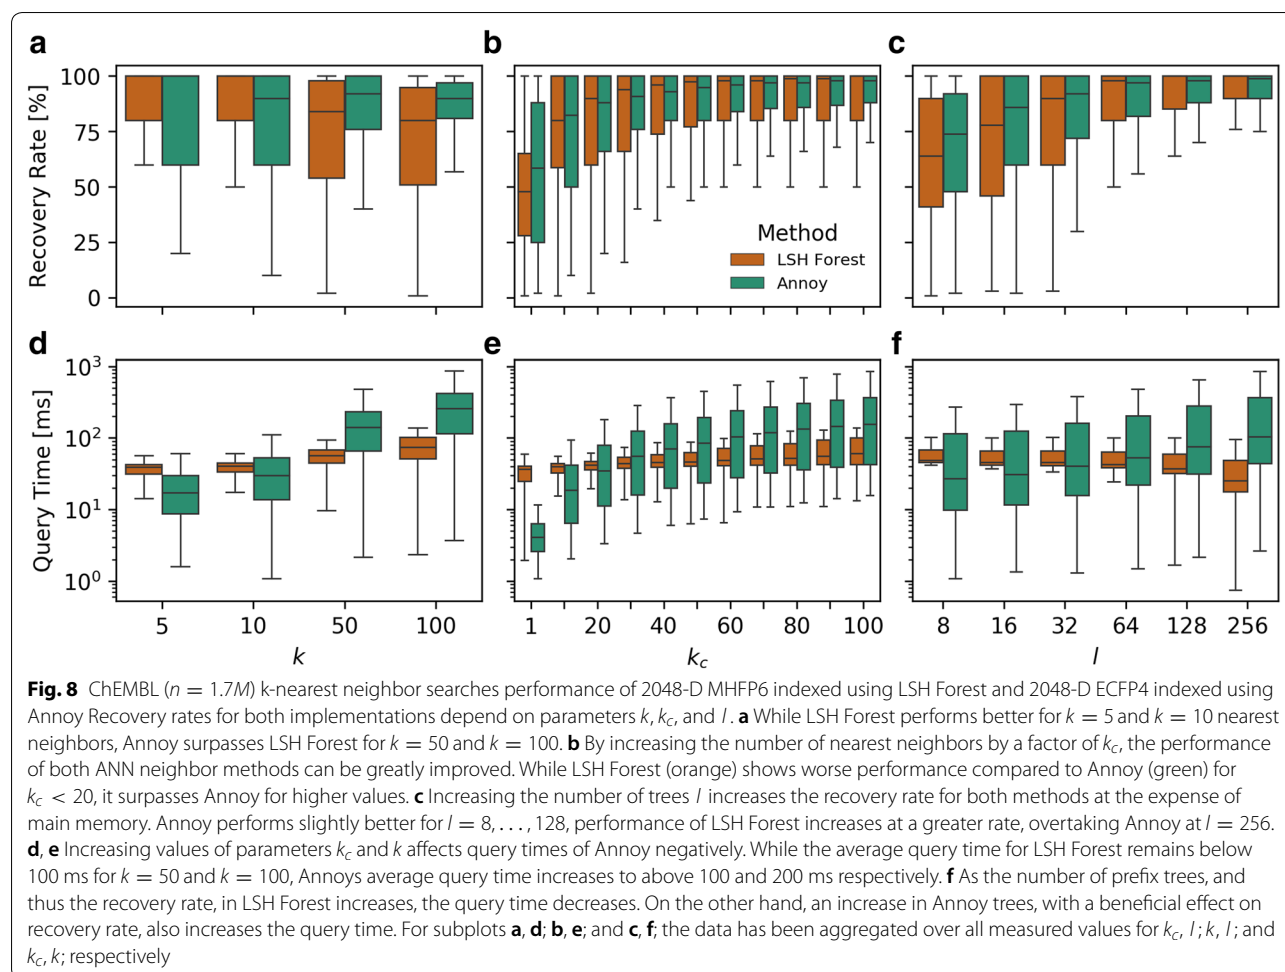 a
b
c
100
75
50
25
0
Recovery Rate [%]
Method
LSH Forest
Annoy
d
e
f
10³
10²
10¹
10⁰
Query Time [ms]
5 10 50 100
k
1 20 40 60 80 100
k_c
8 16 32 64 128 256
l
Fig. 8 ChEMBL (n = 1.7M) k-nearest neighbor searches performance of 2048-D MHFP6 indexed using LSH Forest and 2048-D ECFP4 indexed using
Annoy Recovery rates for both implementations depend on parameters k, k_c, and l. a While LSH Forest performs better for k = 5 and k = 10 nearest
neighbors, Annoy surpasses LSH Forest for k = 50 and k = 100. b By increasing the number of nearest neighbors by a factor of k_c, the performance
of both ANN neighbor methods can be greatly improved. While LSH Forest (orange) shows worse performance compared to Annoy (green) for
k_c < 20, it surpasses Annoy for higher values. c Increasing the number of trees l increases the recovery rate for both methods at the expense of
main memory. Annoy performs slightly better for l = 8, . . . , 128, performance of LSH Forest increases at a greater rate, overtaking Annoy at l = 256.
d, e Increasing values of parameters k_c and k affects query times of Annoy negatively. While the average query time for LSH Forest remains below
100 ms for k = 50 and k = 100, Annoys average query time increases to above 100 and 200 ms respectively. f As the number of prefix trees, and
thus the recovery rate, in LSH Forest increases, the query time decreases. On the other hand, an increase in Annoy trees, with a beneficial effect on
recovery rate, also increases the query time. For subplots a, d; b, e; and c, f; the data has been aggregated over all measured values for k_c, l; k, l; and
k_c, k; respectively